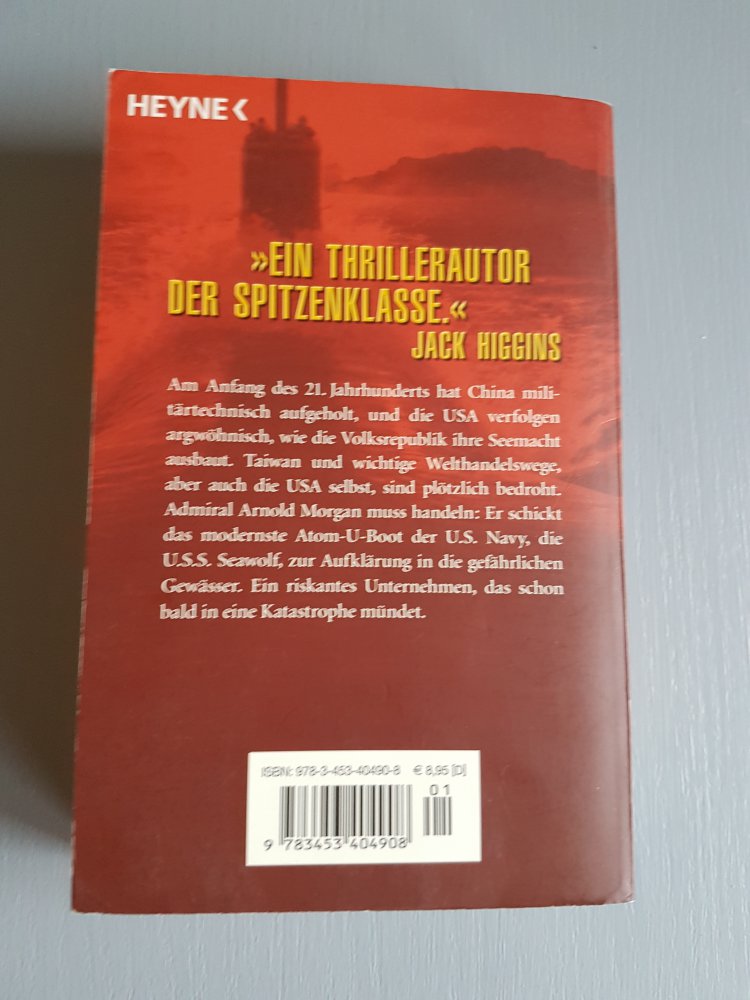 HEYNE<
»EIN THRILLERAUTOR
DER SPITZENKLASSE.«
JACK HIGGINS
Am Anfang des 21. Jahrhunderts hat China mili-
tärtechnisch aufgeholt, und die USA verfolgen
argwöhnisch, wie die Volksrepublik ihre Seemacht
ausbaut. Taiwan und wichtige Welthandelswege,
aber auch die USA selbst, sind plötzlich bedroht.
Admiral Arnold Morgan muss handeln: Er schickt
das modernste Atom-U-Boot der U.S. Navy, die
U.S.S. Seawolf, zur Aufklärung in die gefährlichen
Gewässer. Ein riskantes Unternehmen, das schon
bald in eine Katastrophe mündet.
ISBN: 978-3-453-40490-8 € 8,95 [D]
01
9 783453 404908